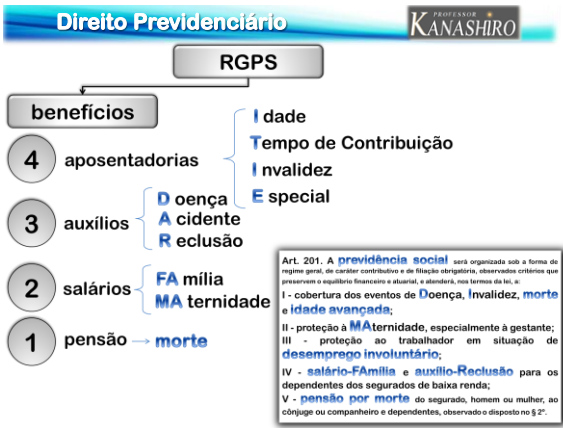 Direito Previdenciário
PROFESSOR
KANASHIRO
RGPS
benefícios
4 aposentadorias
I dade
Tempo de Contribuição
I nvalidez
E special
3 auxílios
D oença
A cidente
R eclusão
2 salários
FA mília
MA ternidade
1 pensão morte
Art. 201. A previdência social será organizada sob a forma de
regime geral, de caráter contributivo e de filiação obrigatória, observados critérios que
preservem o equilíbrio financeiro e atuarial, e atenderá, nos termos da lei, a:
I - cobertura dos eventos de Doença, Invalidez, morte
e idade avançada;
II - proteção à MAternidade, especialmente à gestante;
III - proteção ao trabalhador em situação de
desemprego involuntário;
IV - salário-FAmília e auxílio-Reclusão para os
dependentes dos segurados de baixa renda;
V - pensão por morte do segurado, homem ou mulher, ao
cônjuge ou companheiro e dependentes, observado o disposto no § 2º.